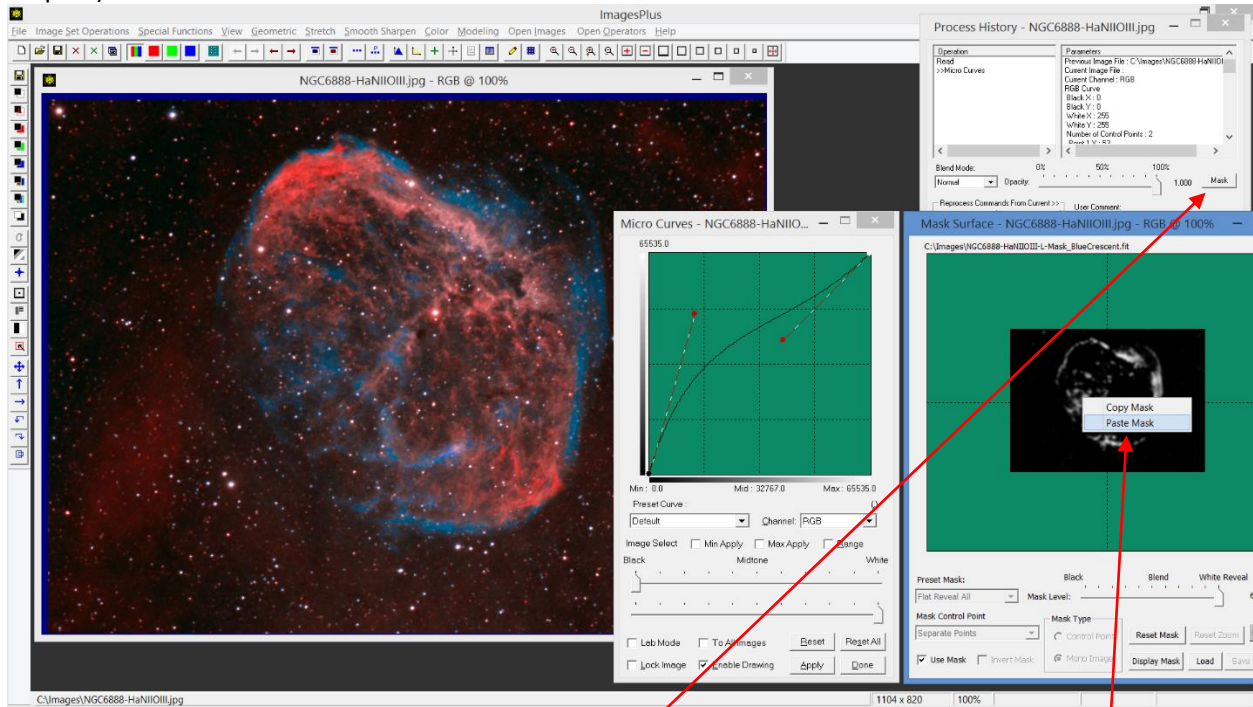 ImagesPlus
File Image Set Operations Special Functions View Geometric Stretch Smooth Sharpen Color Modeling Open Images Open Operators Help
NGC6888-HaNIIOIII.jpg - RGB @ 100%
Process History - NGC6888-HaNIIOIII.jpg
Operation
Read
>>Micro Curves
Parameters
Previous Image File : C:\Images\NGC6888-HaNIIOI
Current Image File :
Current Channel : RGB
RGB Curve
Black X : 0
Black Y : 0
White X : 255
White Y : 255
Number of Control Points : 2
Blend Mode: 0% 50% 100%
Normal Opacity: 1.000 Mask
Reprocess Commands From Current >> User Comment:
Micro Curves - NGC6888-HaNIIO...
65535.0
Min : 0.0 Mid : 32767.0 Max : 65535.0
Preset Curve : ( )
Default Channel: RGB
Image Select Min Apply Max Apply Range
Black Midtone White
Lab Mode To All Images Reset Reset All
Lock Image Enable Drawing Apply Done
Mask Surface - NGC6888-HaNIIOIII.jpg - RGB @ 100%
C:\Images\NGC6888-HaNIIOIII-L-Mask_BlueCrescent.fit
Copy Mask
Paste Mask
Preset Mask: Black Blend White Reveal
Flat Reveal All Mask Level:
Mask Control Point Mask Type
Separate Points Control Point Reset Mask Reset Zoom
Use Mask Invert Mask Mono Image Display Mask Load Save
C:\Images\NGC6888-HaNIIOIII.jpg 1104 x 820 100%